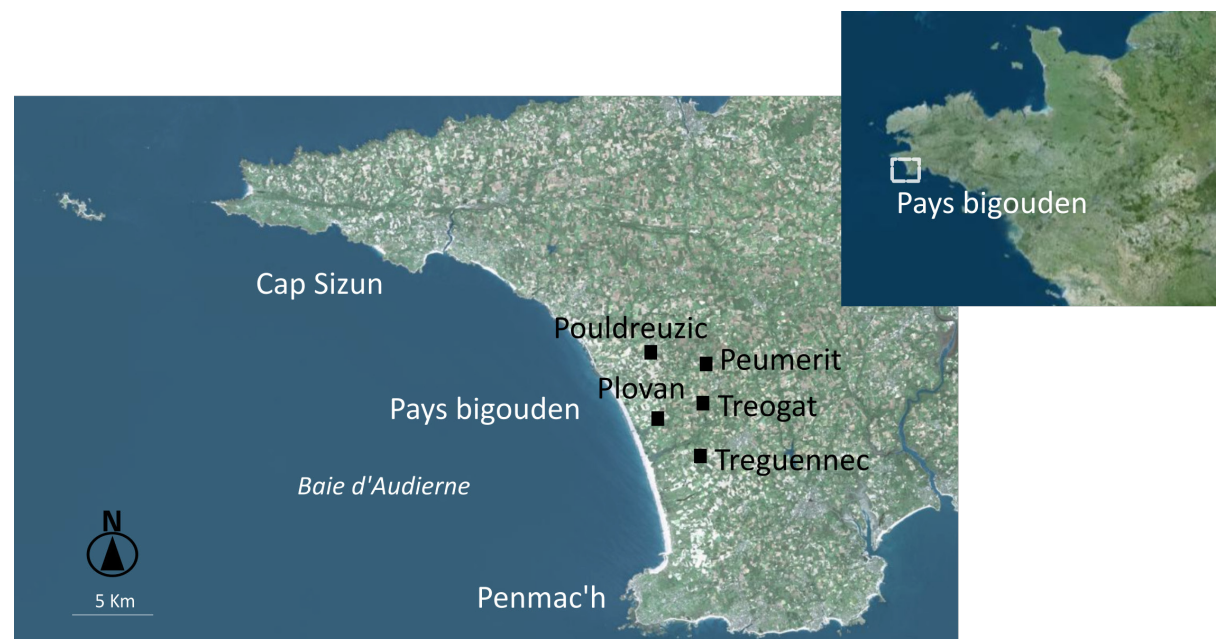 Pays bigouden
Cap Sizun
Pouldreuzic
Peumerit
Plovan
Pays bigouden
Treogat
Treguennec
Baie d'Audierne
N
5 Km
Penmac'h